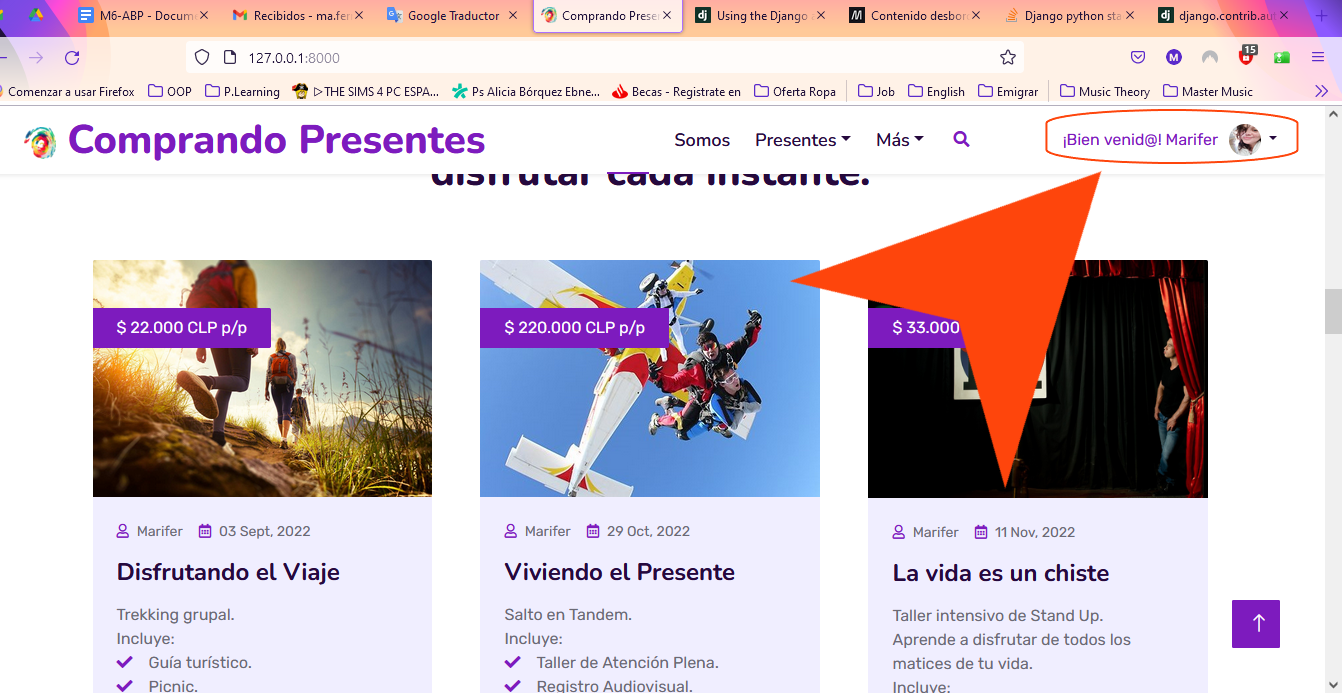 M6-ABP - Docum
Recibidos - ma.fer
Google Traductor
Comprando Prese
Using the Django
Contenido desbor
Django python sta
django.contrib.au
127.0.0.1:8000
15
M
Comenzar a usar Firefox
OOP
P.Learning
▷THE SIMS 4 PC ESPA...
Ps Alicia Bórquez Ebne...
Becas - Registrate en
Oferta Ropa
Job
English
Emigrar
Music Theory
Master Music
Comprando Presentes
Somos
Presentes
Más
¡Bien venid@! Marifer
disfrutar cada instante.
$ 22.000 CLP p/p
$ 220.000 CLP p/p
$ 33.000
Marifer 03 Sept, 2022
Disfrutando el Viaje
Trekking grupal.
Incluye:
Guía turístico.
Picnic.
Marifer 29 Oct, 2022
Viviendo el Presente
Salto en Tandem.
Incluye:
Taller de Atención Plena.
Registro Audiovisual.
Marifer 11 Nov, 2022
La vida es un chiste
Taller intensivo de Stand Up.
Aprende a disfrutar de todos los
matices de tu vida.
Incluye: